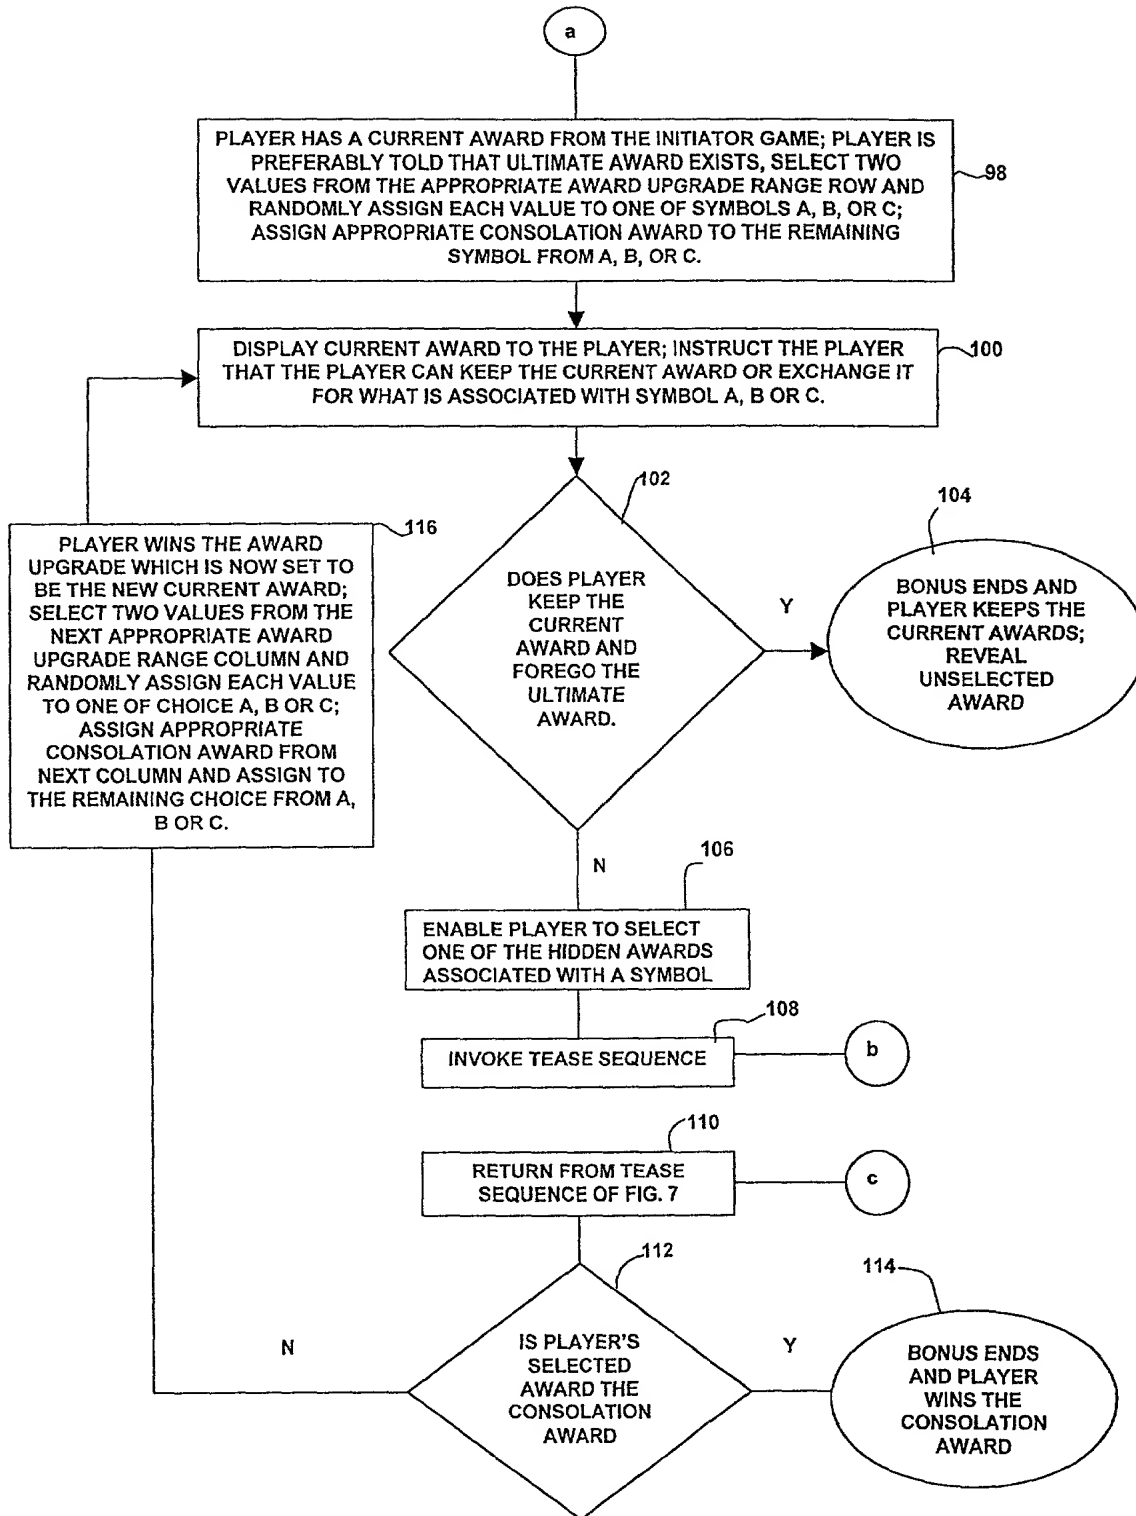 a
PLAYER HAS A CURRENT AWARD FROM THE INITIATOR GAME; PLAYER IS
PREFERABLY TOLD THAT ULTIMATE AWARD EXISTS, SELECT TWO
VALUES FROM THE APPROPRIATE AWARD UPGRADE RANGE ROW AND
RANDOMLY ASSIGN EACH VALUE TO ONE OF SYMBOLS A, B, OR C;
ASSIGN APPROPRIATE CONSOLATION AWARD TO THE REMAINING
SYMBOL FROM A, B, OR C.
98
DISPLAY CURRENT AWARD TO THE PLAYER; INSTRUCT THE PLAYER
THAT THE PLAYER CAN KEEP THE CURRENT AWARD OR EXCHANGE IT
FOR WHAT IS ASSOCIATED WITH SYMBOL A, B OR C.
100
102
DOES PLAYER
KEEP THE
CURRENT
AWARD AND
FOREGO THE
ULTIMATE
AWARD.
Y
104
BONUS ENDS AND
PLAYER KEEPS THE
CURRENT AWARDS;
REVEAL
UNSELECTED
AWARD
116
PLAYER WINS THE AWARD
UPGRADE WHICH IS NOW SET TO
BE THE NEW CURRENT AWARD;
SELECT TWO VALUES FROM THE
NEXT APPROPRIATE AWARD
UPGRADE RANGE COLUMN AND
RANDOMLY ASSIGN EACH VALUE
TO ONE OF CHOICE A, B OR C;
ASSIGN APPROPRIATE
CONSOLATION AWARD FROM
NEXT COLUMN AND ASSIGN TO
THE REMAINING CHOICE FROM A,
B OR C.
N
106
ENABLE PLAYER TO SELECT
ONE OF THE HIDDEN AWARDS
ASSOCIATED WITH A SYMBOL
108
INVOKE TEASE SEQUENCE
b
110
RETURN FROM TEASE
SEQUENCE OF FIG. 7
c
112
IS PLAYER'S
SELECTED
AWARD THE
CONSOLATION
AWARD
N
Y
114
BONUS ENDS
AND PLAYER
WINS THE
CONSOLATION
AWARD